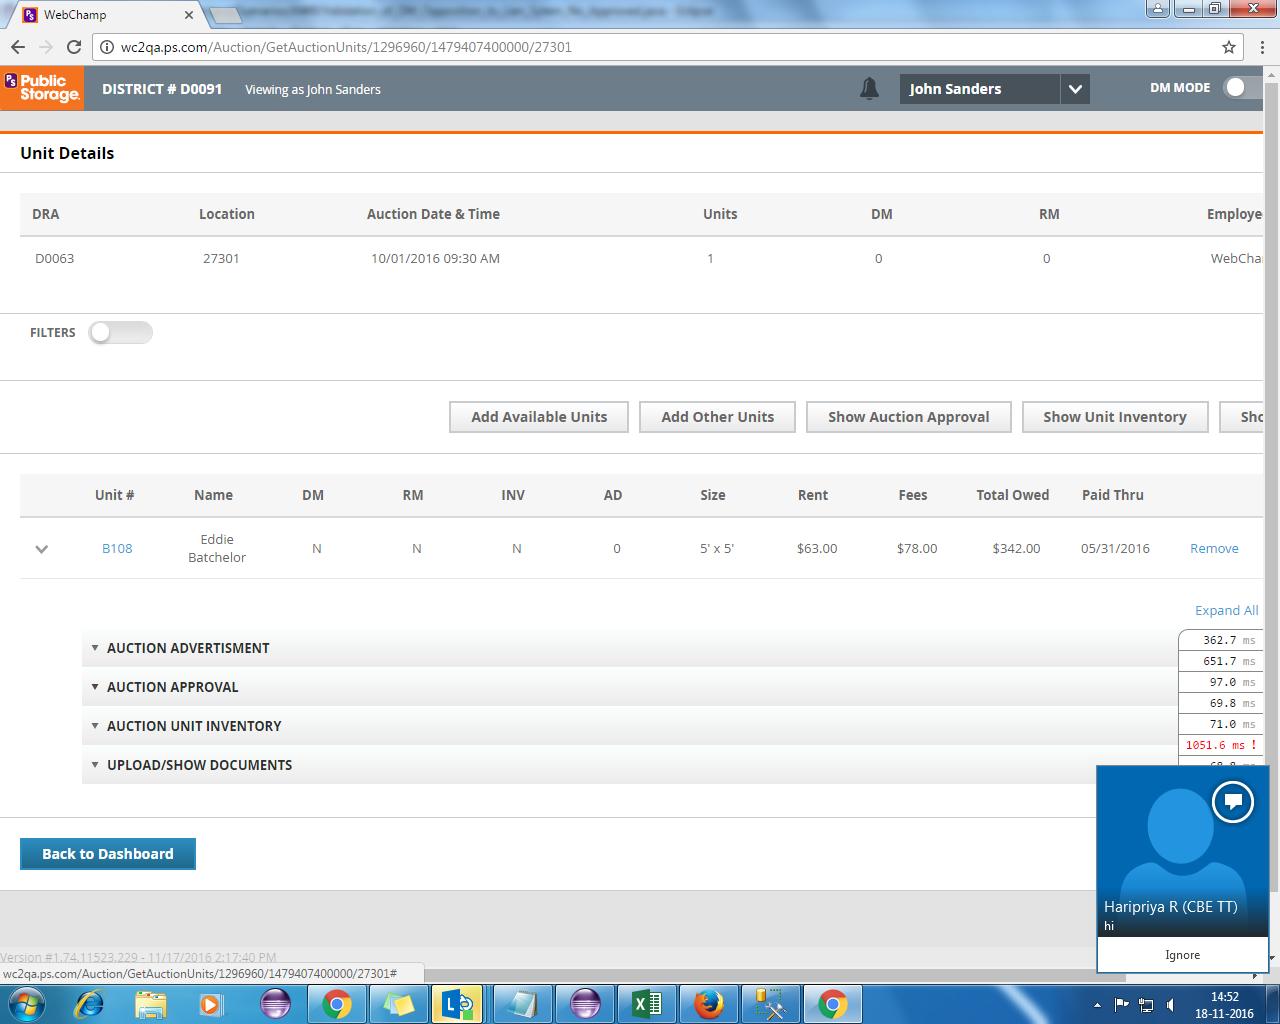 WebChamp
wc2qa.ps.com/Auction/GetAuctionUnits/1296960/1479407400000/27301
PS Public Storage.
DISTRICT # D0091 Viewing as John Sanders
John Sanders
DM MODE
Unit Details
DRA Location Auction Date & Time Units DM RM Employe
D0063 27301 10/01/2016 09:30 AM 1 0 0 WebCha
FILTERS
Add Available Units Add Other Units Show Auction Approval Show Unit Inventory Sho
Unit # Name DM RM INV AD Size Rent Fees Total Owed Paid Thru
B108 Eddie Batchelor N N N 0 5' x 5' $63.00 $78.00 $342.00 05/31/2016 Remove
Expand All
362.7 ms
AUCTION ADVERTISMENT
651.7 ms
97.0 ms
AUCTION APPROVAL
69.8 ms
71.0 ms
AUCTION UNIT INVENTORY
1051.6 ms !
UPLOAD/SHOW DOCUMENTS
Back to Dashboard
Haripriya R (CBE TT)
hi
Ignore
Version #1.74.11523.229 - 11/17/2016 2:17:40 PM
wc2qa.ps.com/Auction/GetAuctionUnits/1296960/1479407400000/27301#
14:52
18-11-2016